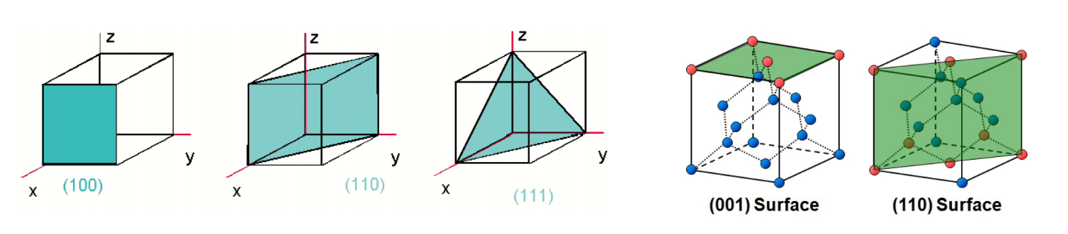 z
y
x
(100)
z
y
x
(110)
z
y
x
(111)
(001) Surface
(110) Surface